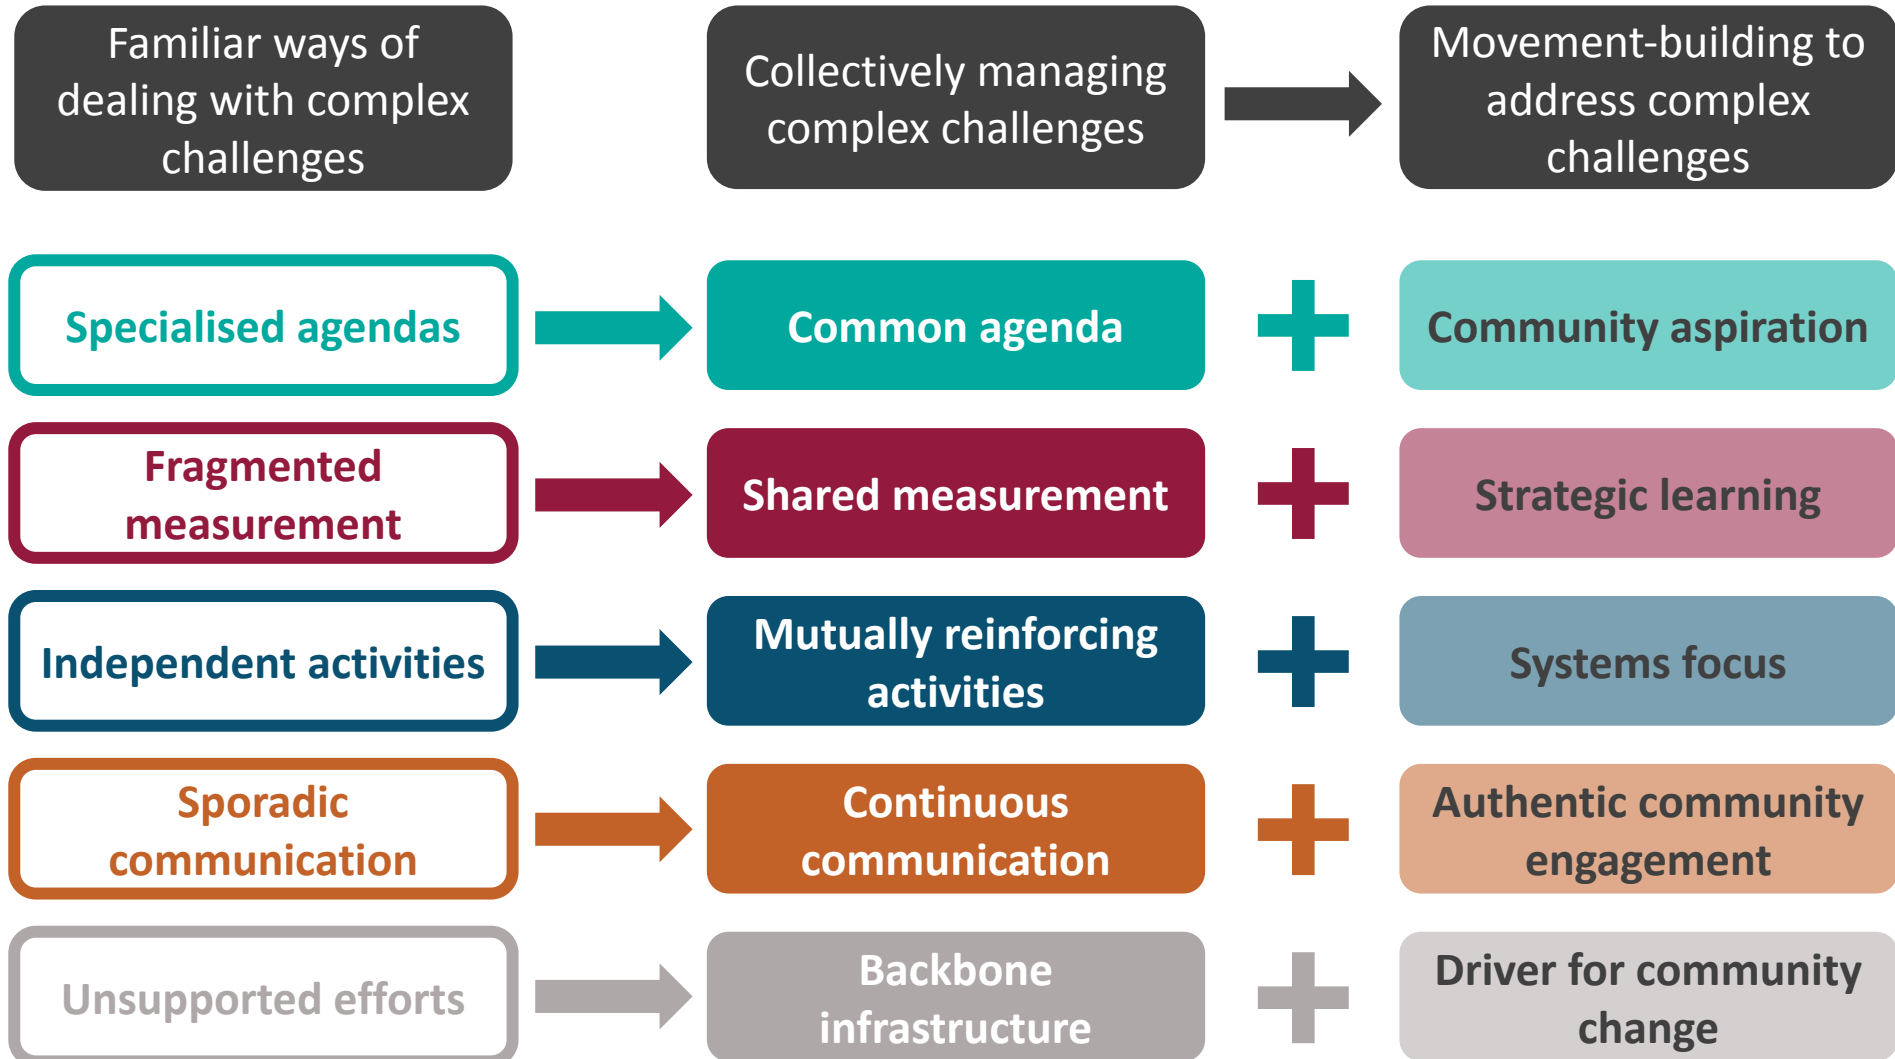 Familiar ways of
dealing with complex
challenges
Collectively managing
complex challenges
Movement-building to
address complex
challenges
Specialised agendas
Common agenda
Community aspiration
Fragmented
measurement
Shared measurement
Strategic learning
Independent activities
Mutually reinforcing
activities
Systems focus
Sporadic
communication
Continuous
communication
Authentic community
engagement
Unsupported efforts
Backbone
infrastructure
Driver for community
change